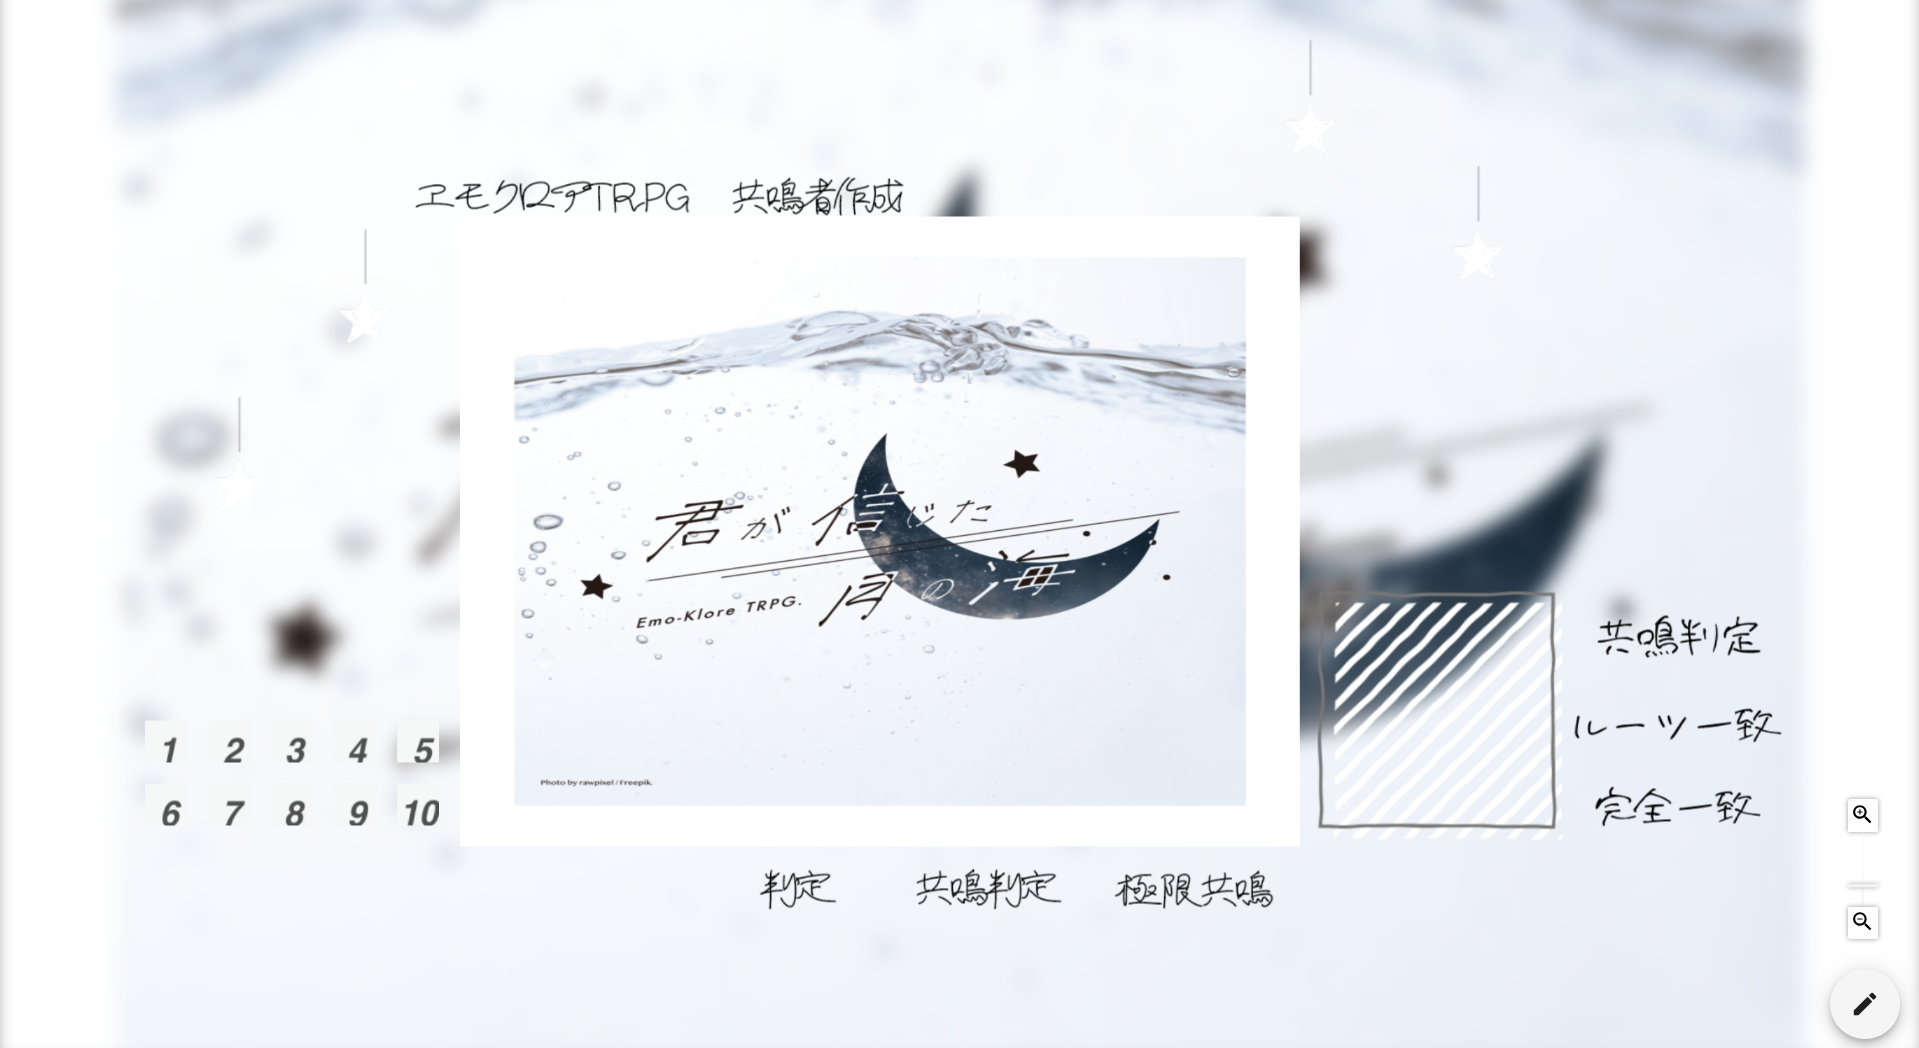 ヱモクロアTRPG　共鳴者作成
君が信じた
月の海
Emo-Klore TRPG.
Photo by rawpixel / Freepik.
1 2 3 4 5
6 7 8 9 10
共鳴判定
ルーツ一致
完全一致
判定　共鳴判定　極限共鳴